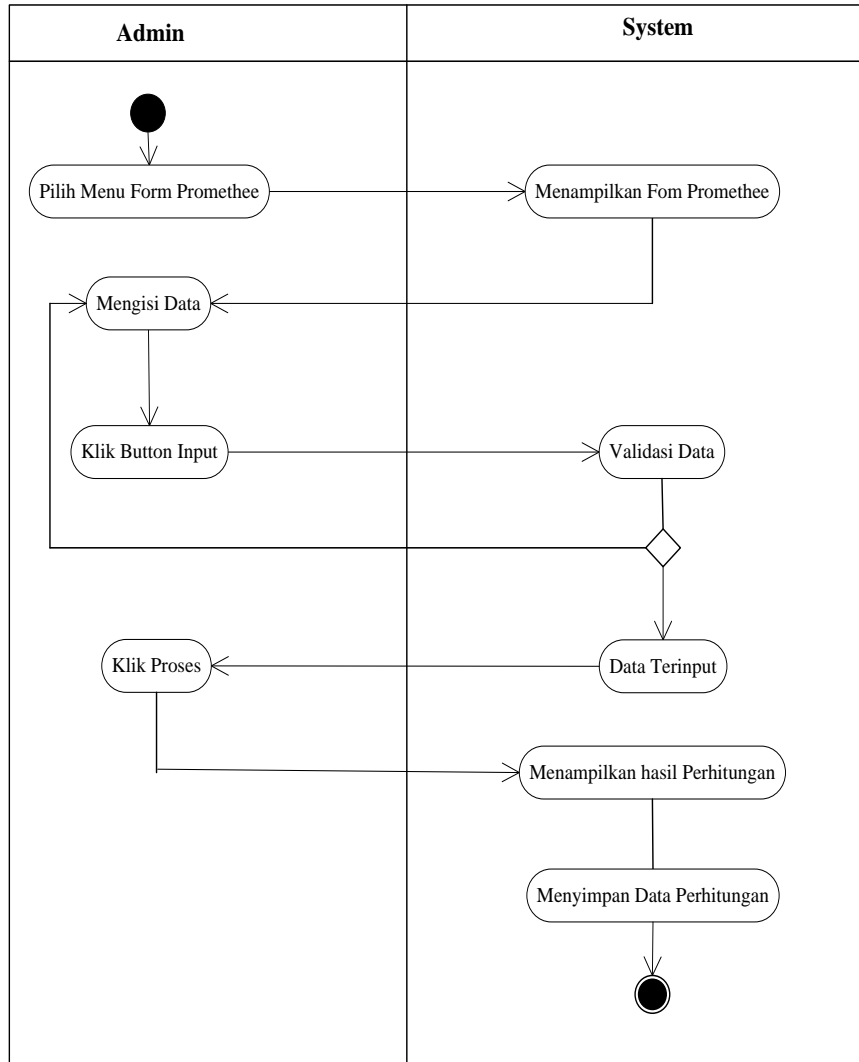 Admin
System
Pilih Menu Form Promethee
Menampilkan Fom Promethee
Mengisi Data
Klik Button Input
Validasi Data
Klik Proses
Data Terinput
Menampilkan hasil Perhitungan
Menyimpan Data Perhitungan